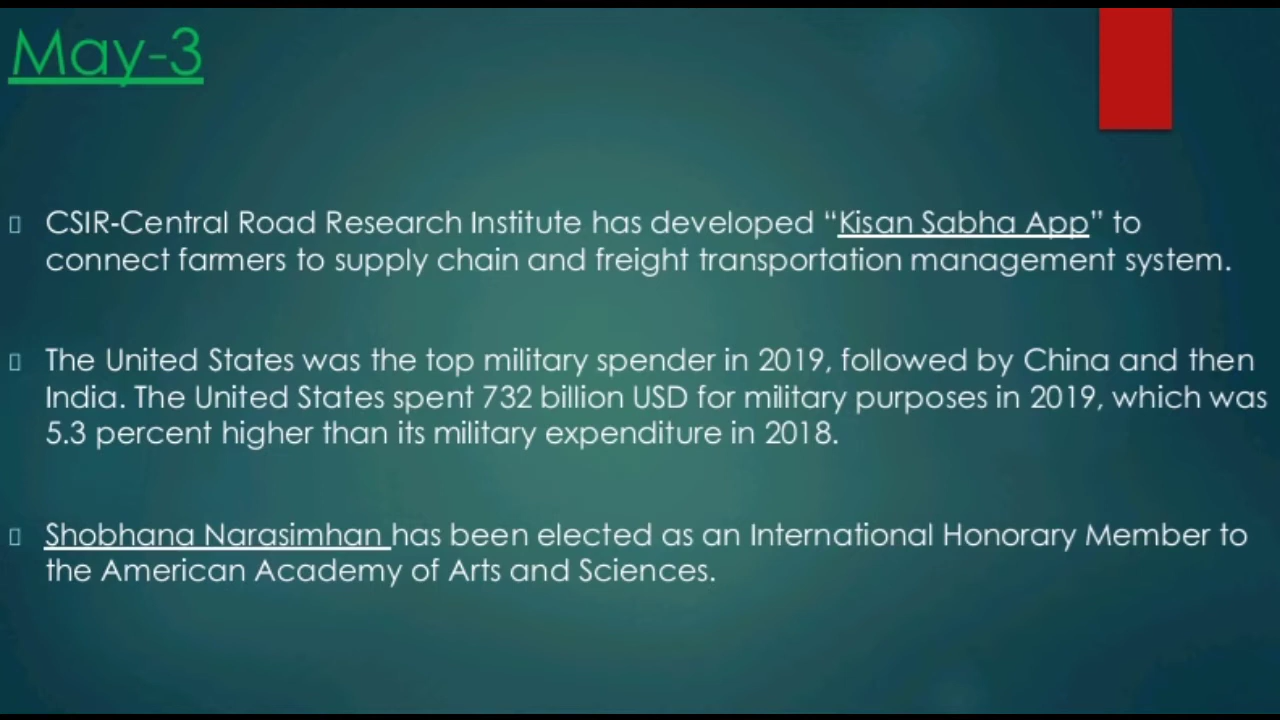 May-3
CSIR-Central Road Research Institute has developed “Kisan Sabha App” to
connect farmers to supply chain and freight transportation management system.
The United States was the top military spender in 2019, followed by China and then
India. The United States spent 732 billion USD for military purposes in 2019, which was
5.3 percent higher than its military expenditure in 2018.
Shobhana Narasimhan has been elected as an International Honorary Member to
the American Academy of Arts and Sciences.